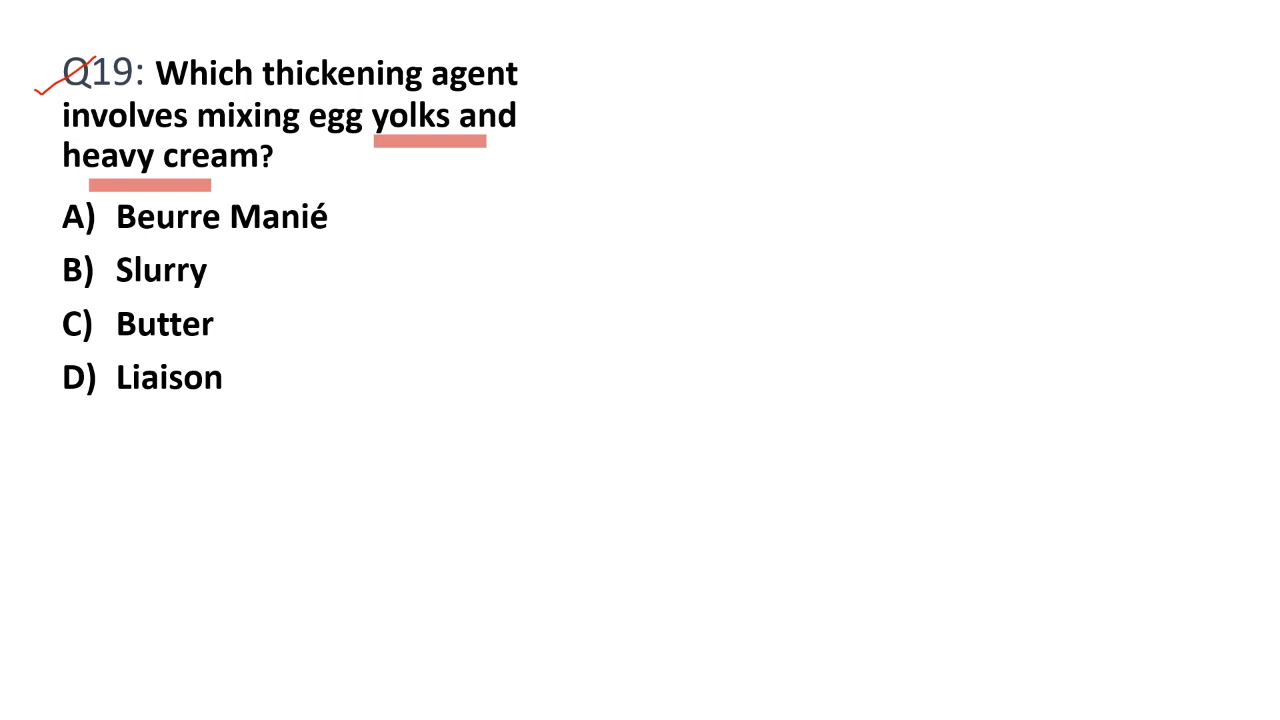 Q19: Which thickening agent
involves mixing egg yolks and
heavy cream?
A) Beurre Manié
B) Slurry
C) Butter
D) Liaison